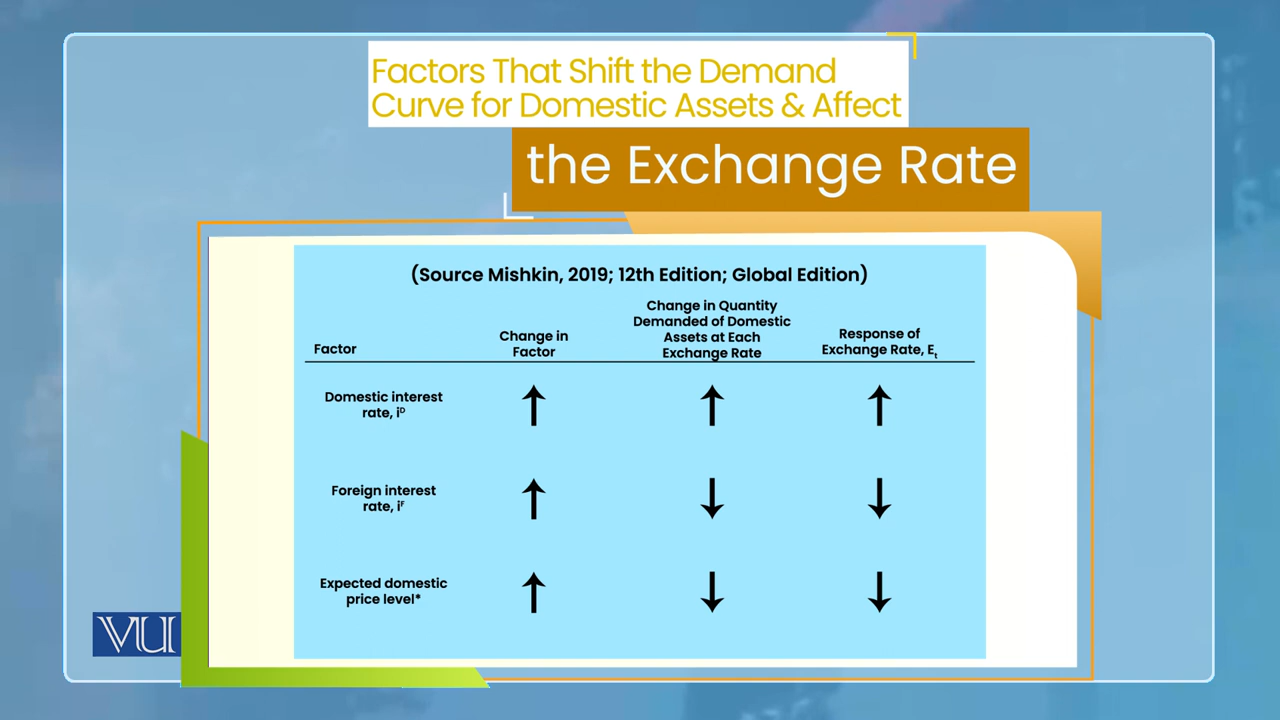 Factors That Shift the Demand
Curve for Domestic Assets & Affect
the Exchange Rate
(Source Mishkin, 2019; 12th Edition; Global Edition)
Factor
Change in
Factor
Change in Quantity
Demanded of Domestic
Assets at Each
Exchange Rate
Response of
Exchange Rate, Eₜ
Domestic interest
rate, iᴰ
↑ ↑ ↑
Foreign interest
rate, iF
↑ ↓ ↓
Expected domestic
price level*
↑ ↓ ↓
VU